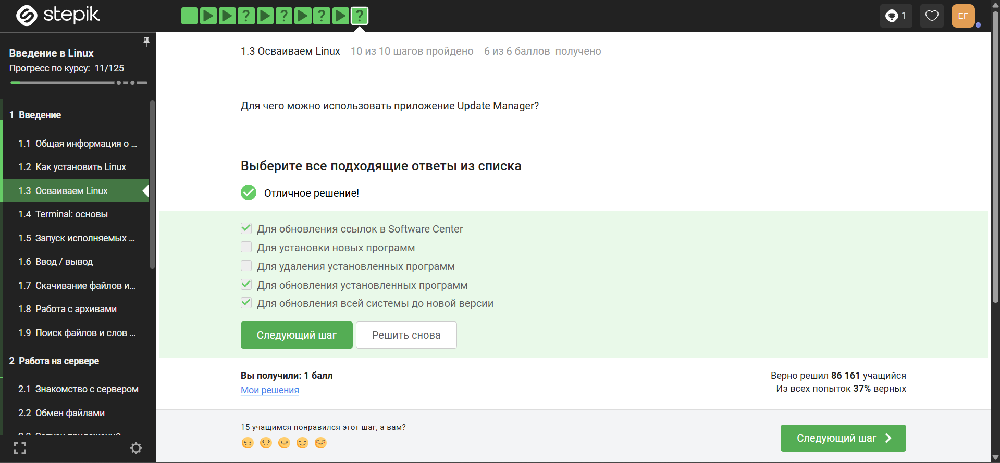 stepik
1
ЕГ
Введение в Linux
Прогресс по курсу: 11/125
1 Введение
1.1 Общая информация о ...
1.2 Как установить Linux
1.3 Осваиваем Linux
1.4 Terminal: основы
1.5 Запуск исполняемых ...
1.6 Ввод / вывод
1.7 Скачивание файлов и...
1.8 Работа с архивами
1.9 Поиск файлов и слов ...
2 Работа на сервере
2.1 Знакомство с сервером
2.2 Обмен файлами
1.3 Осваиваем Linux 10 из 10 шагов пройдено 6 из 6 баллов получено
Для чего можно использовать приложение Update Manager?
Выберите все подходящие ответы из списка
Отличное решение!
Для обновления ссылок в Software Center
Для установки новых программ
Для удаления установленных программ
Для обновления установленных программ
Для обновления всей системы до новой версии
Следующий шаг
Решить снова
Вы получили: 1 балл
Мои решения
Верно решил 86 161 учащийся
Из всех попыток 37% верных
15 учащимся понравился этот шаг, а вам?
Следующий шаг